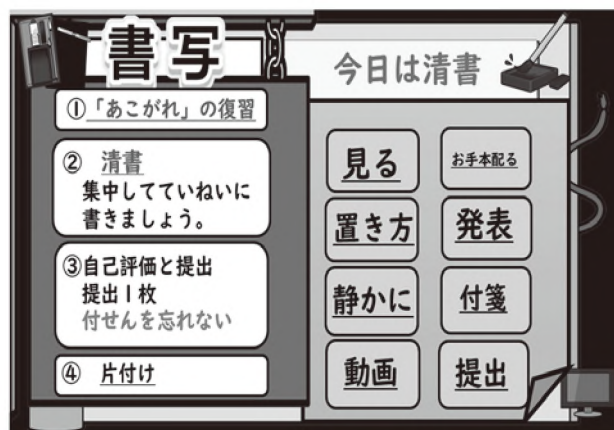 書写
①「あこがれ」の復習
② 清書
集中してていねいに
書きましょう。
③自己評価と提出
提出1枚
付せんを忘れない
④ 片付け
今日は清書
見る
お手本配る
置き方
発表
静かに
付箋
動画
提出